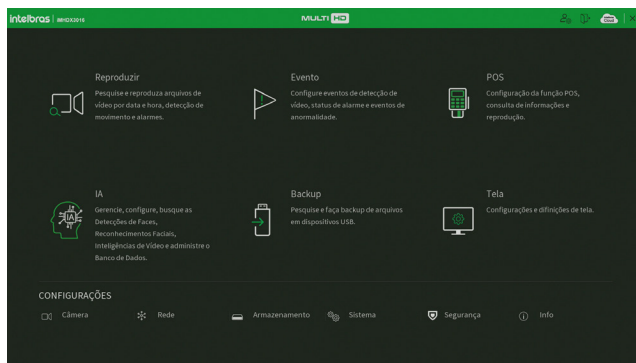 intelbras | iMHDX3016
MULTI HD
Reproduzir
Pesquise e reproduza arquivos de
vídeo por data e hora, detecção de
movimento e alarmes.
Evento
Configure eventos de detecção de
vídeo, status de alarme e eventos de
anormalidade.
POS
Configuração da função POS,
consulta de informações e
reprodução.
IA
Gerencie, configure, busque as
Detecções de Faces,
Reconhecimentos Faciais,
Inteligências de Vídeo e administre o
Banco de Dados.
Backup
Pesquise e faça backup de arquivos
em dispositivos USB.
Tela
Configurações e difinições de tela.
CONFIGURAÇÕES
Câmera
Rede
Armazenamento
Sistema
Segurança
Info